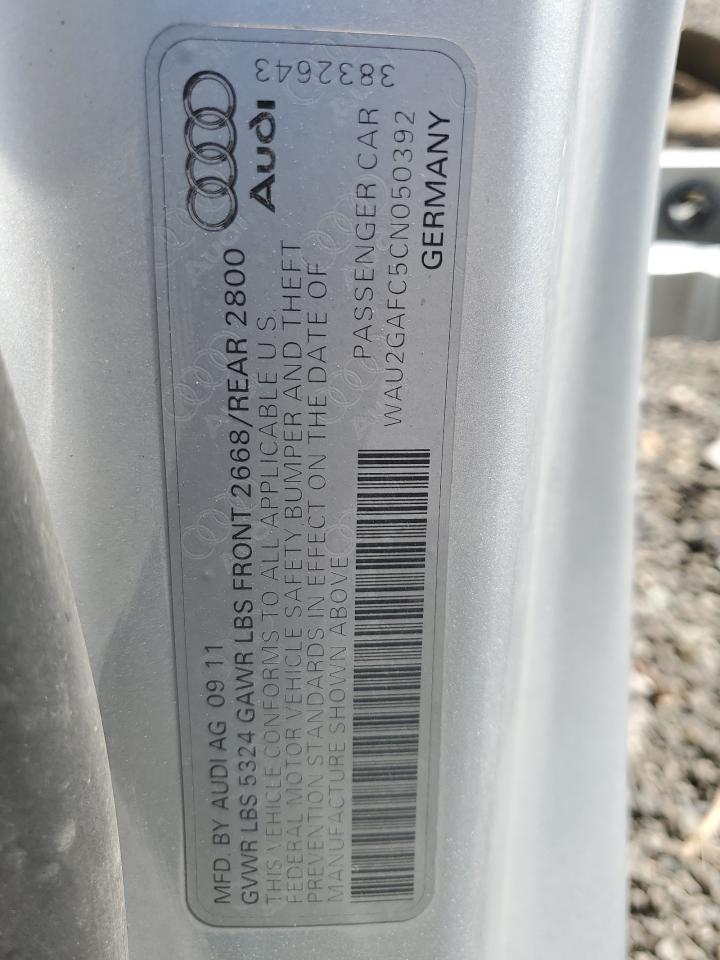 MFD. BY AUDI AG 09 11
GVWR LBS 5324 GAWR LBS FRONT 2668/REAR 2800
THIS VEHICLE CONFORMS TO ALL APPLICABLE U S
FEDERAL MOTOR VEHICLE SAFETY BUMPER AND THEFT
PREVENTION STANDARDS IN EFFECT ON THE DATE OF
MANUFACTURE SHOWN ABOVE
PASSENGER CAR
WAU2GAFC5CN050392
GERMANY
Audi
3832643